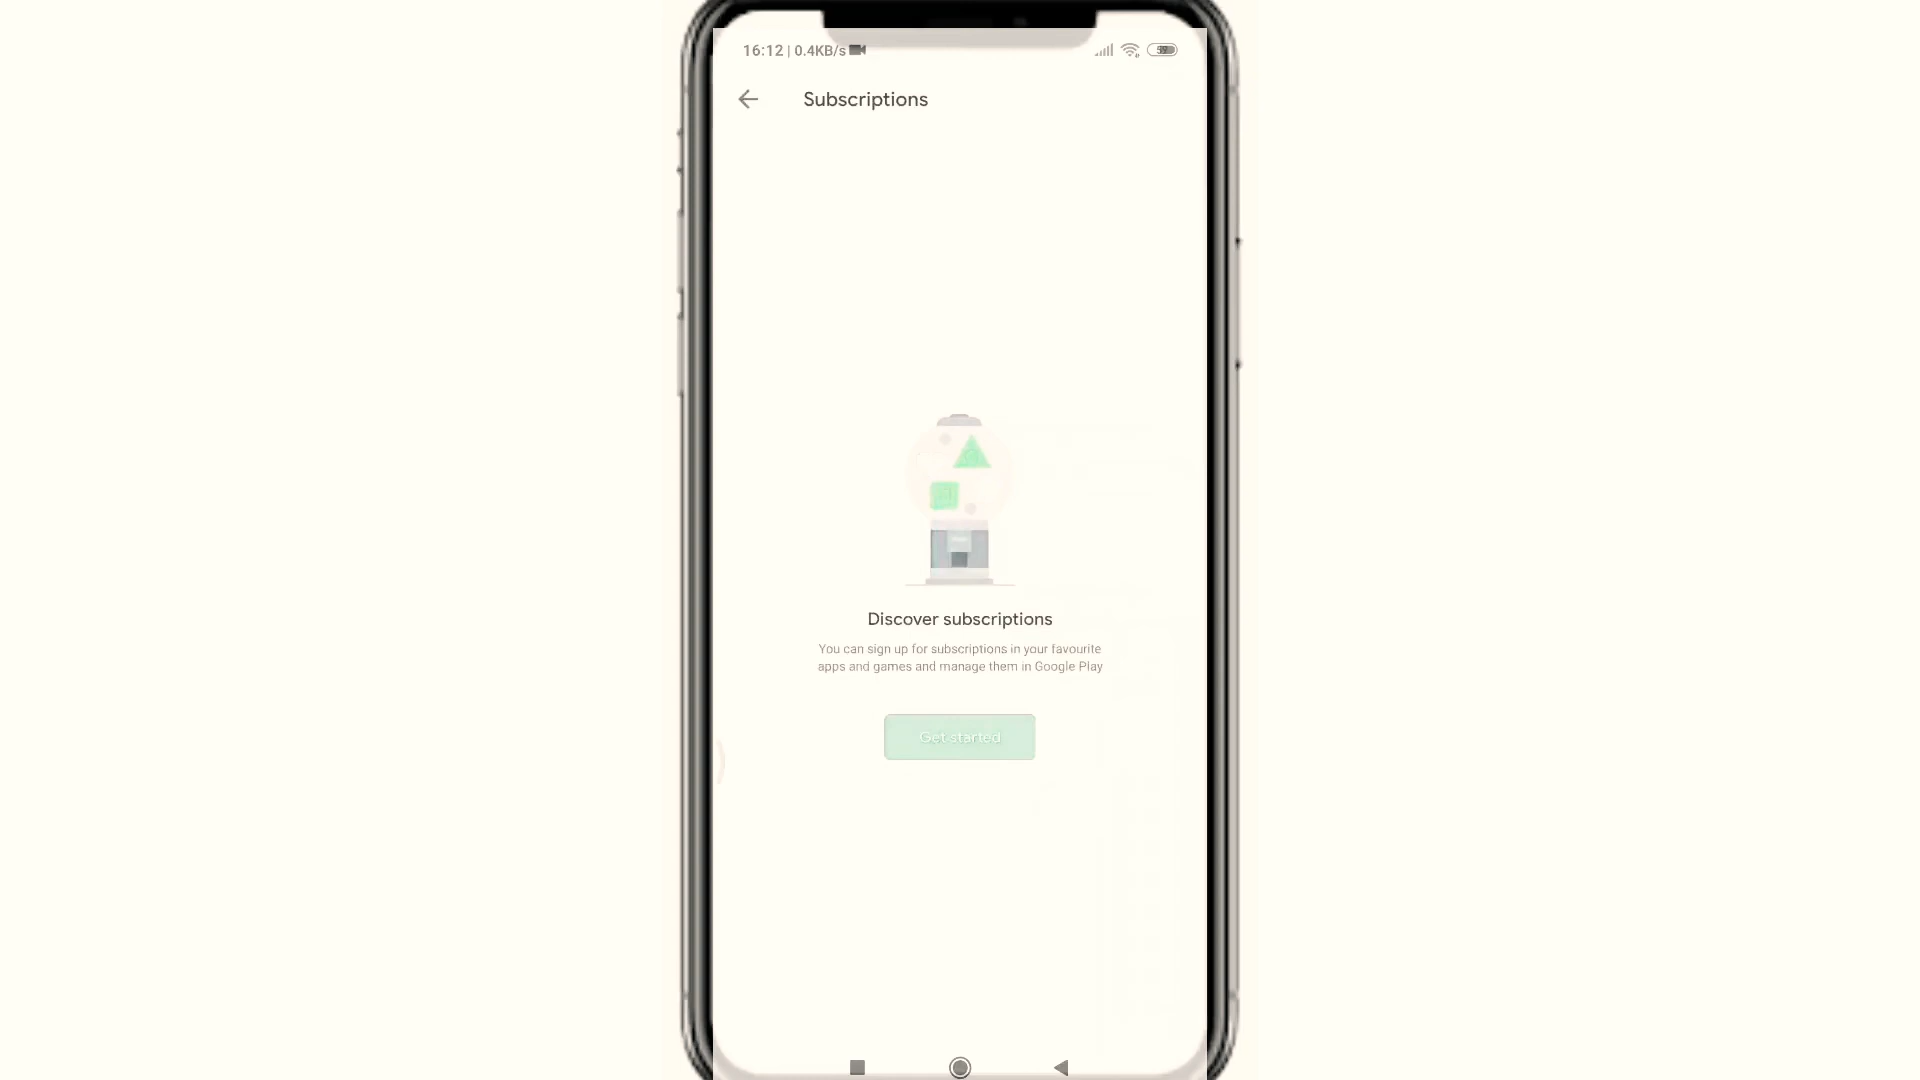 16:12 | 0.4KB/s
Subscriptions
Discover subscriptions
You can sign up for subscriptions in your favourite
apps and games and manage them in Google Play
Get started